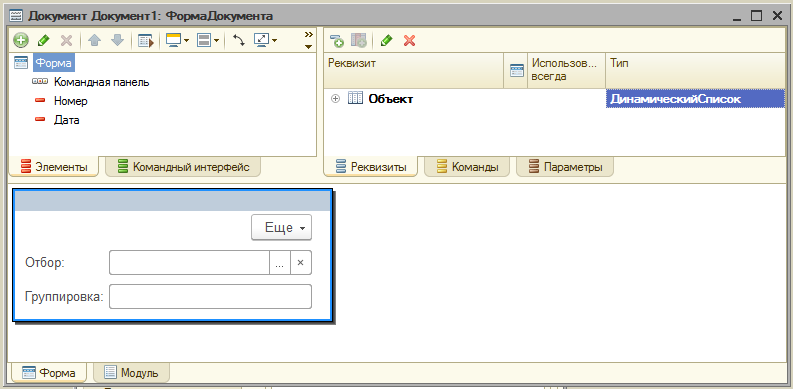 Документ Документ1: ФормаДокумента
Форма
Командная панель
Номер
Дата
Элементы
Командный интерфейс
Реквизит
Использов...
всегда
Тип
Объект
ДинамическийСписок
Реквизиты
Команды
Параметры
Еще
Отбор:
...
Группировка:
Форма
Модуль